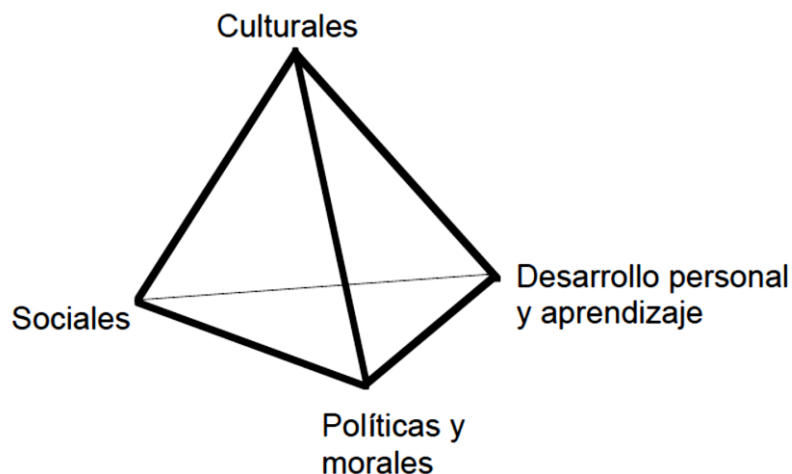 Culturales
Desarrollo personal
y aprendizaje
Sociales
Políticas y
morales